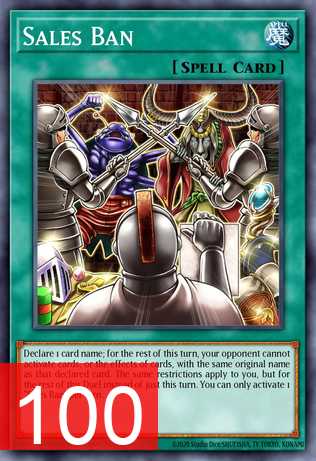 Sales Ban
魔
[Spell Card]
Declare 1 card name; for the rest of this turn, your opponent cannot
activate cards, or the effects of cards, with the same original name
as that declared card. The same restrictions apply to you, but for
the rest of this Duel instead of just this turn. You can only activate 1
100
©2020 Studio Dice/SHUEISHA, TV TOKYO, KONAMI